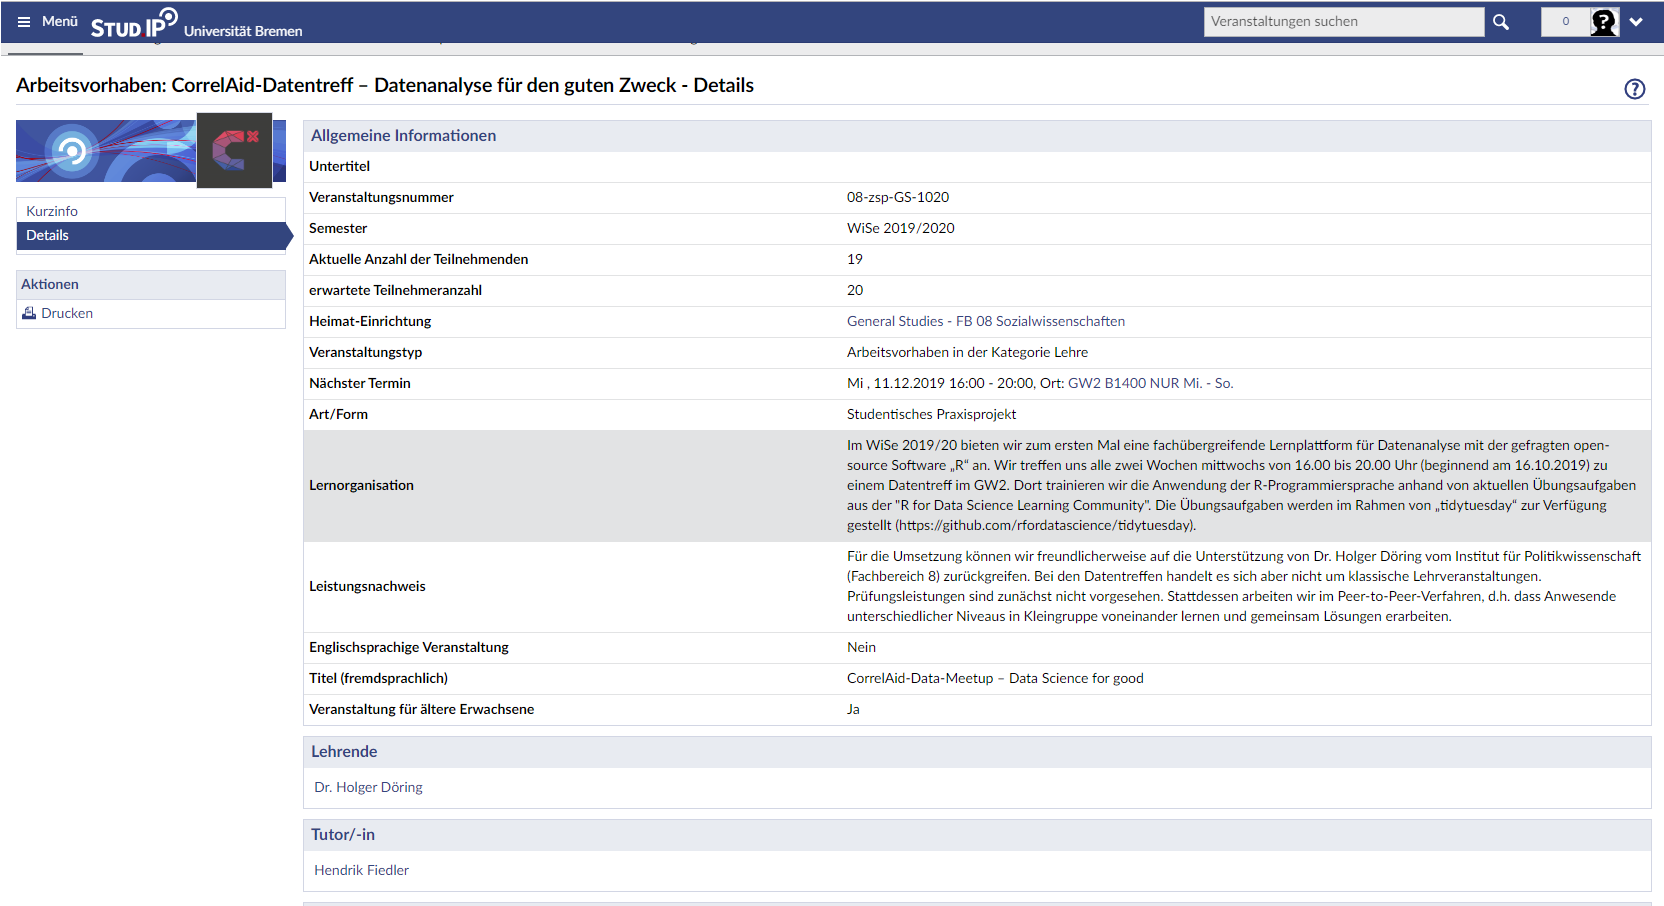 Menü
STUD.IP
Universität Bremen
Veranstaltungen suchen
0
Arbeitsvorhaben: CorrelAid-Datentreff – Datenanalyse für den guten Zweck - Details
Kurzinfo
Details
Aktionen
Drucken
Allgemeine Informationen
Untertitel
Veranstaltungsnummer 08-zsp-GS-1020
Semester WiSe 2019/2020
Aktuelle Anzahl der Teilnehmenden 19
erwartete Teilnehmeranzahl 20
Heimat-Einrichtung General Studies - FB 08 Sozialwissenschaften
Veranstaltungstyp Arbeitsvorhaben in der Kategorie Lehre
Nächster Termin Mi , 11.12.2019 16:00 - 20:00, Ort: GW2 B1400 NUR Mi. - So.
Art/Form Studentisches Praxisprojekt
Lernorganisation
Im WiSe 2019/20 bieten wir zum ersten Mal eine fachübergreifende Lernplattform für Datenanalyse mit der gefragten open-
source Software „R“ an. Wir treffen uns alle zwei Wochen mittwochs von 16.00 bis 20.00 Uhr (beginnend am 16.10.2019) zu
einem Datentreff im GW2. Dort trainieren wir die Anwendung der R-Programmiersprache anhand von aktuellen Übungsaufgaben
aus der "R for Data Science Learning Community". Die Übungsaufgaben werden im Rahmen von „tidytuesday“ zur Verfügung
gestellt (https://github.com/rfordatascience/tidytuesday).
Leistungsnachweis
Für die Umsetzung können wir freundlicherweise auf die Unterstützung von Dr. Holger Döring vom Institut für Politikwissenschaft
(Fachbereich 8) zurückgreifen. Bei den Datentreffen handelt es sich aber nicht um klassische Lehrveranstaltungen.
Prüfungsleistungen sind zunächst nicht vorgesehen. Stattdessen arbeiten wir im Peer-to-Peer-Verfahren, d.h. dass Anwesende
unterschiedlicher Niveaus in Kleingruppe voneinander lernen und gemeinsam Lösungen erarbeiten.
Englischsprachige Veranstaltung Nein
Titel (fremdsprachlich) CorrelAid-Data-Meetup – Data Science for good
Veranstaltung für ältere Erwachsene Ja
Lehrende
Dr. Holger Döring
Tutor/-in
Hendrik Fiedler